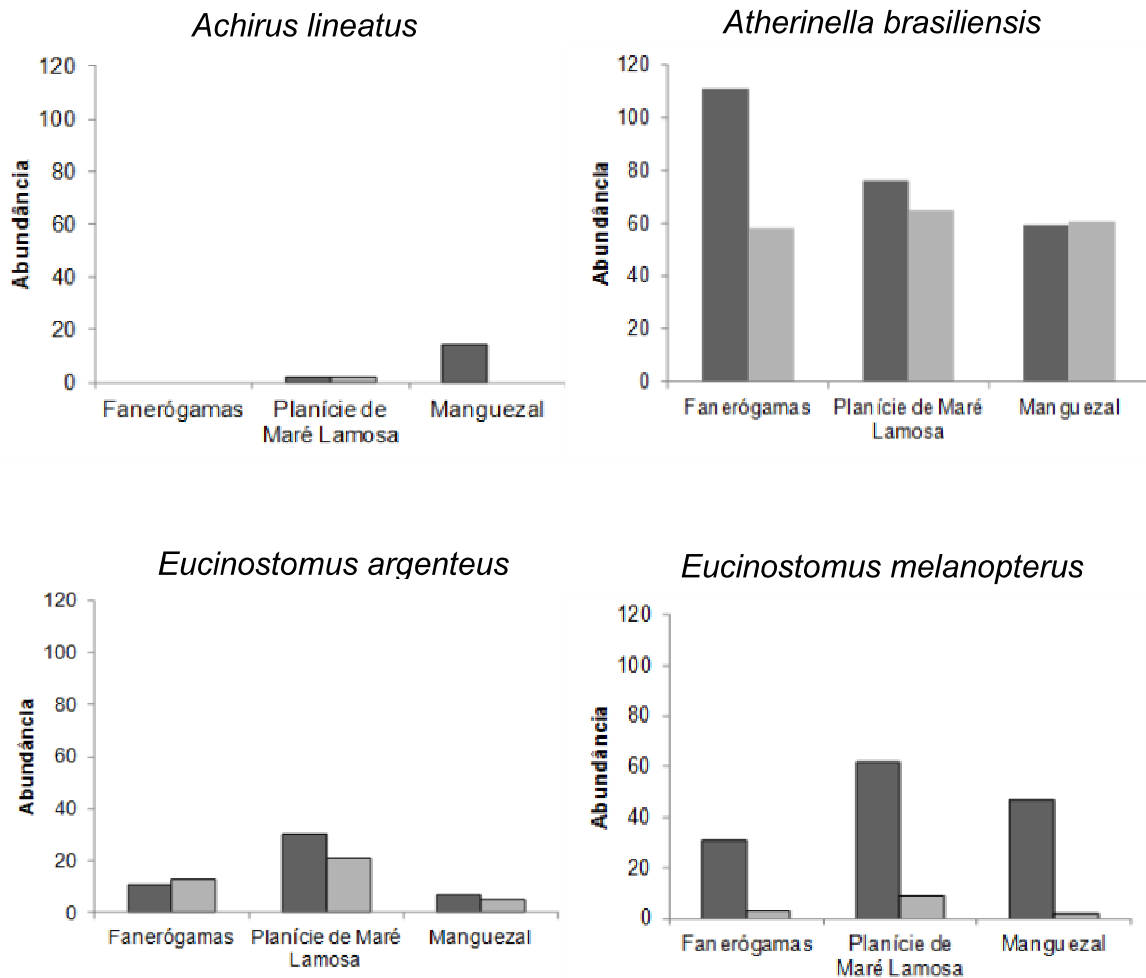 Achirus lineatus
120
100
80
60
40
20
0
Abundância
Fanerógamas
Planície de
Maré Lamosa
Manguezal
Atherinella brasiliensis
120
100
80
60
40
20
0
Abundância
Fanerógamas
Planície de Maré
Lamosa
Manguezal
Eucinostomus argenteus
120
100
80
60
40
20
0
Abundância
Fanerógamas
Planície de Maré
Lamosa
Manguezal
Eucinostomus melanopterus
120
100
80
60
40
20
0
Abundância
Fanerógamas
Planície de
Maré Lamosa
Manguezal